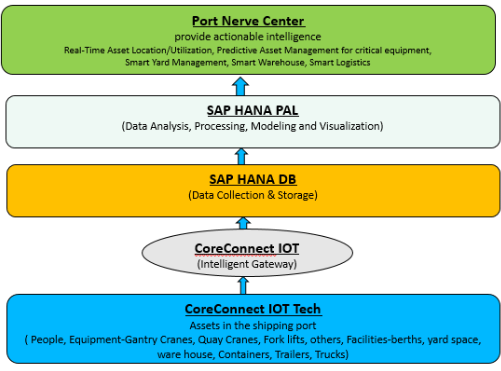 Port Nerve Center
provide actionable intelligence
Real-Time Asset Location/Utilization, Predictive Asset Management for critical equipment,
Smart Yard Management, Smart Warehouse, Smart Logistics
SAP HANA PAL
(Data Analysis, Processing, Modeling and Visualization)
SAP HANA DB
(Data Collection & Storage)
CoreConnect IOT
(Intelligent Gateway)
CoreConnect IOT Tech
Assets in the shipping port
( People, Equipment-Gantry Cranes, Quay Cranes, Fork lifts, others, Facilities-berths, yard space,
ware house, Containers, Trailers, Trucks)